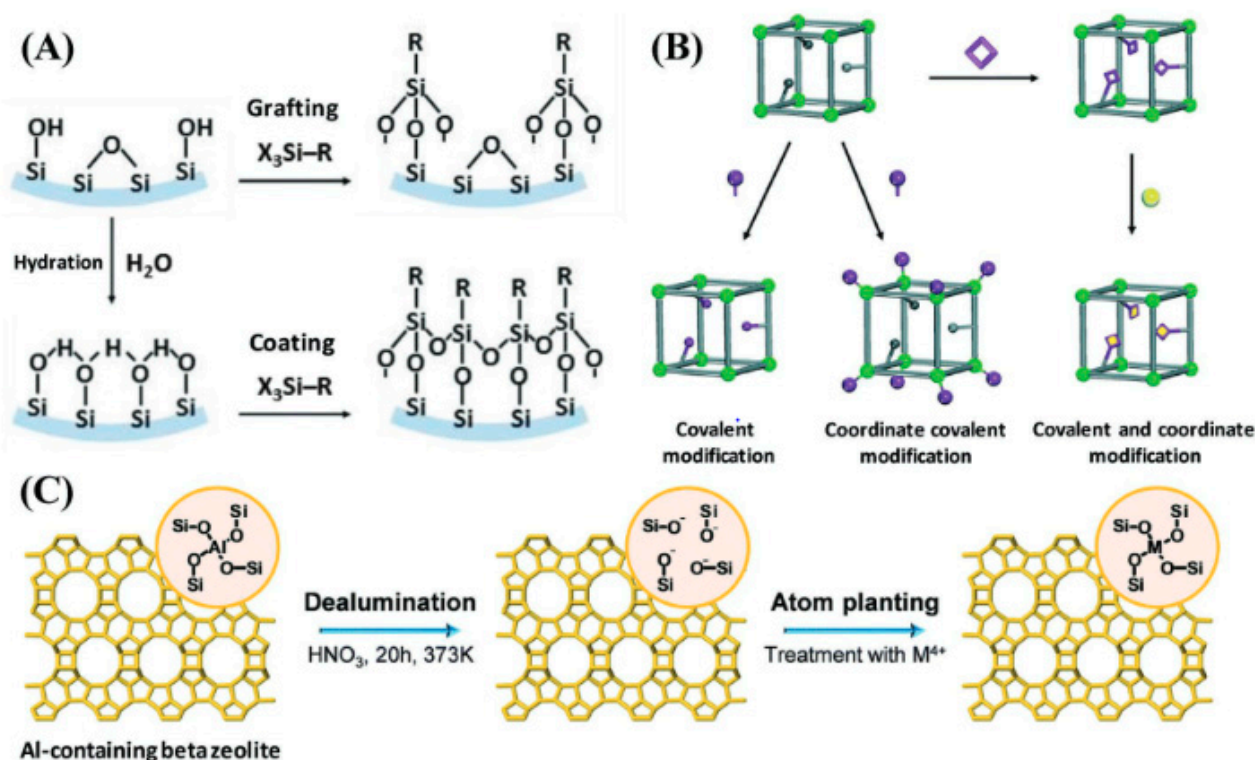 (A)
OH
Si
O
Si
Si
OH
Si
Grafting
X₃Si–R
R
Si
O
O
O
Si
O
Si
Si
R
Si
O
O
O
Si
Hydration
H₂O
O
H
H
H
O
O
O
Si
Si
Si
Si
Coating
X₃Si–R
R
R
R
R
Si
Si
Si
Si
O
O
O
O
O
O
O
O
O
Si
Si
Si
Si
(B)
Covalent
modification
Coordinate covalent
modification
Covalent and coordinate
modification
(C)
Si
Si–O
O
Al
O
O–Si
Si
Dealumination
HNO₃, 20h, 373K
Si
Si–O⁻
O⁻
O⁻
O⁻–Si
Si
Atom planting
Treatment with M⁴⁺
Si
Si–O
O
M
O
O–Si
Si
Al-containing beta zeolite